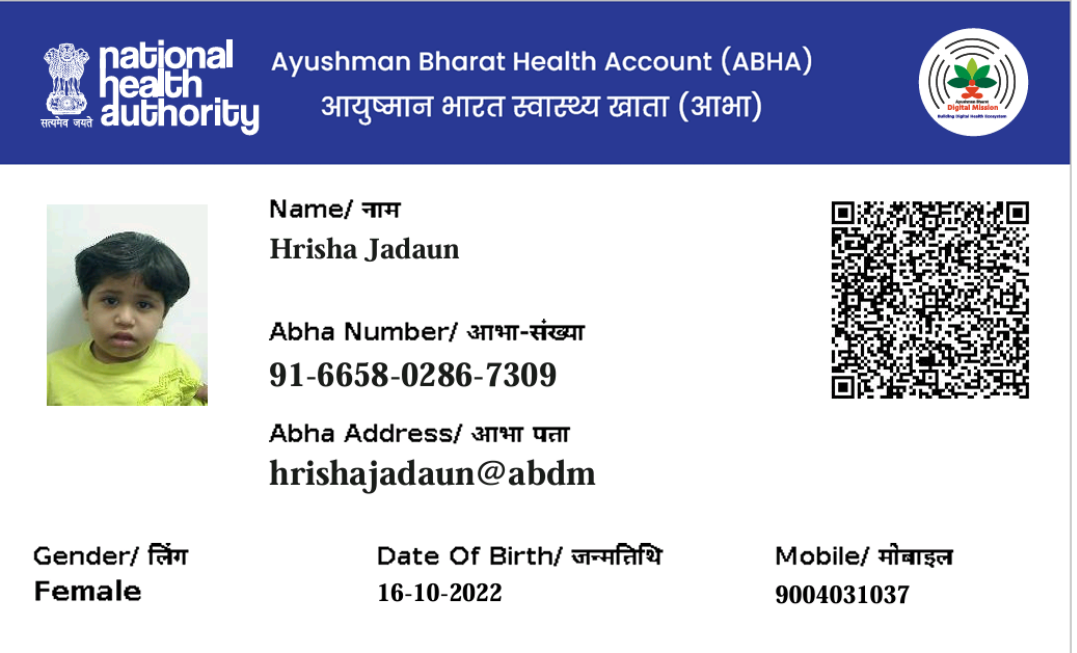 national
health
authority
सत्यमेव जयते
Ayushman Bharat Health Account (ABHA)
आयुष्मान भारत स्वास्थ्य खाता (आभा)
Ayushman Bharat
Digital Mission
Building Digital Health Ecosystem
Name/ नाम
Hrisha Jadaun
Abha Number/ आभा-संख्या
91-6658-0286-7309
Abha Address/ आभा पता
hrishajadaun@abdm
Gender/ लिंग
Female
Date Of Birth/ जन्मतिथि
16-10-2022
Mobile/ मोबाइल
9004031037